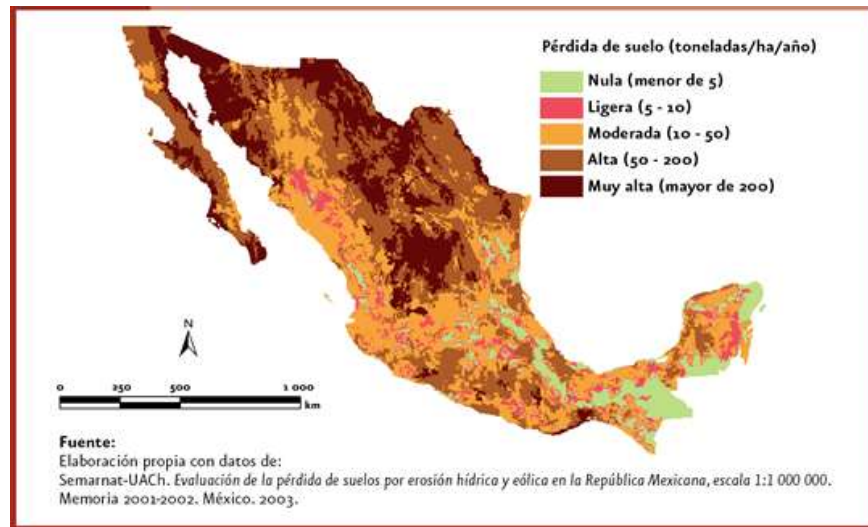 Pérdida de suelo (toneladas/ha/año)
Nula (menor de 5)
Ligera (5 - 10)
Moderada (10 - 50)
Alta (50 - 200)
Muy alta (mayor de 200)
N
0 250 500 1 000
km
Fuente:
Elaboración propia con datos de:
Semarnat-UACh. Evaluación de la pérdida de suelos por erosión hídrica y eólica en la República Mexicana, escala 1:1 000 000.
Memoria 2001-2002. México. 2003.